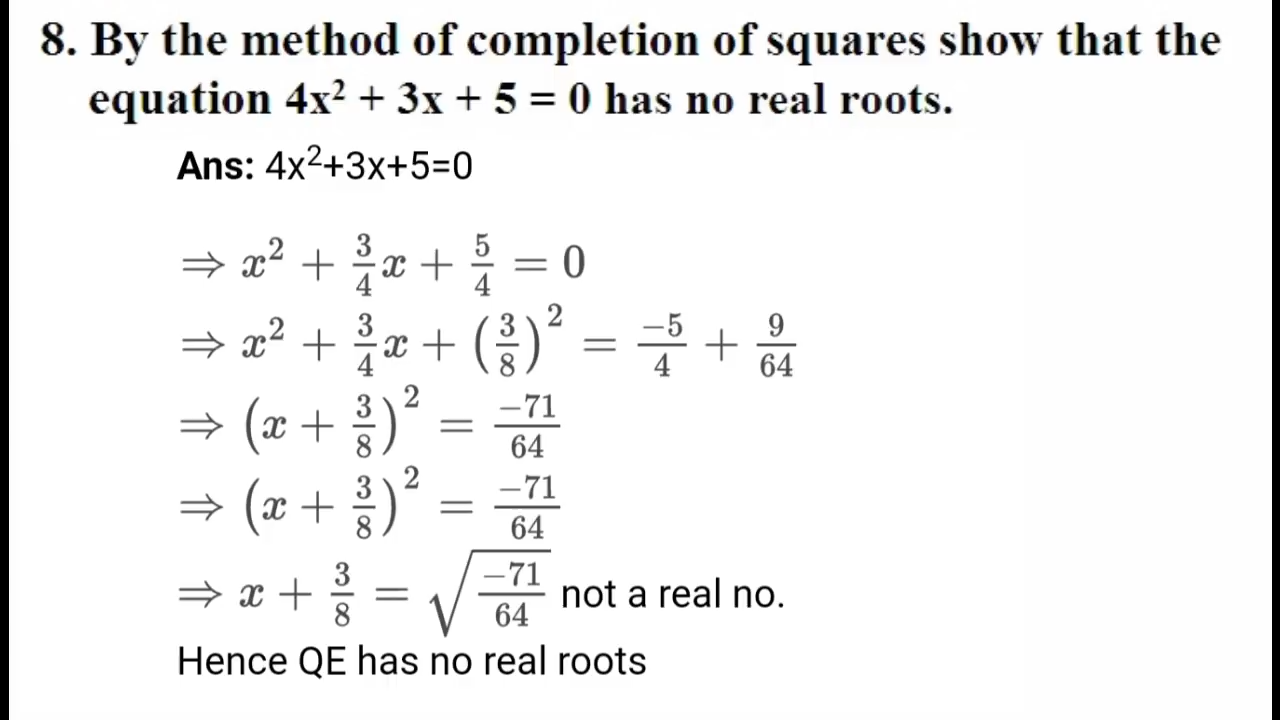 8. By the method of completion of squares show that the
equation 4x² + 3x + 5 = 0 has no real roots.
Ans: 4x²+3x+5=0
⇒ x² + 3/4 x + 5/4 = 0
⇒ x² + 3/4 x + (3/8)² = -5/4 + 9/64
⇒ (x + 3/8)² = -71/64
⇒ (x + 3/8)² = -71/64
⇒ x + 3/8 = √(-71/64) not a real no.
Hence QE has no real roots